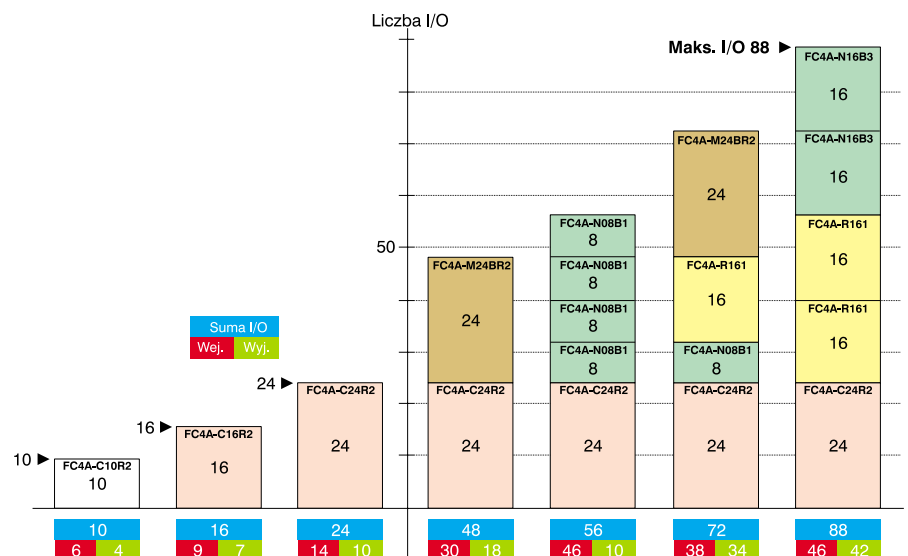 Liczba I/O
Maks. I/O 88
FC4A-N16B3
16
FC4A-N16B3
16
FC4A-M24BR2
24
FC4A-N08B1
8
FC4A-R161
16
50
FC4A-M24BR2
24
FC4A-N08B1
8
FC4A-R161
16
FC4A-N08B1
8
FC4A-R161
16
Suma I/O
Wej. Wyj.
FC4A-N08B1
8
FC4A-N08B1
8
24
FC4A-C24R2
24
FC4A-C24R2
24
FC4A-C24R2
24
FC4A-C24R2
24
FC4A-C24R2
24
16
FC4A-C16R2
16
10
FC4A-C10R2
10
10 16 24 48 56 72 88
6 4 9 7 14 10 30 18 46 10 38 34 46 42